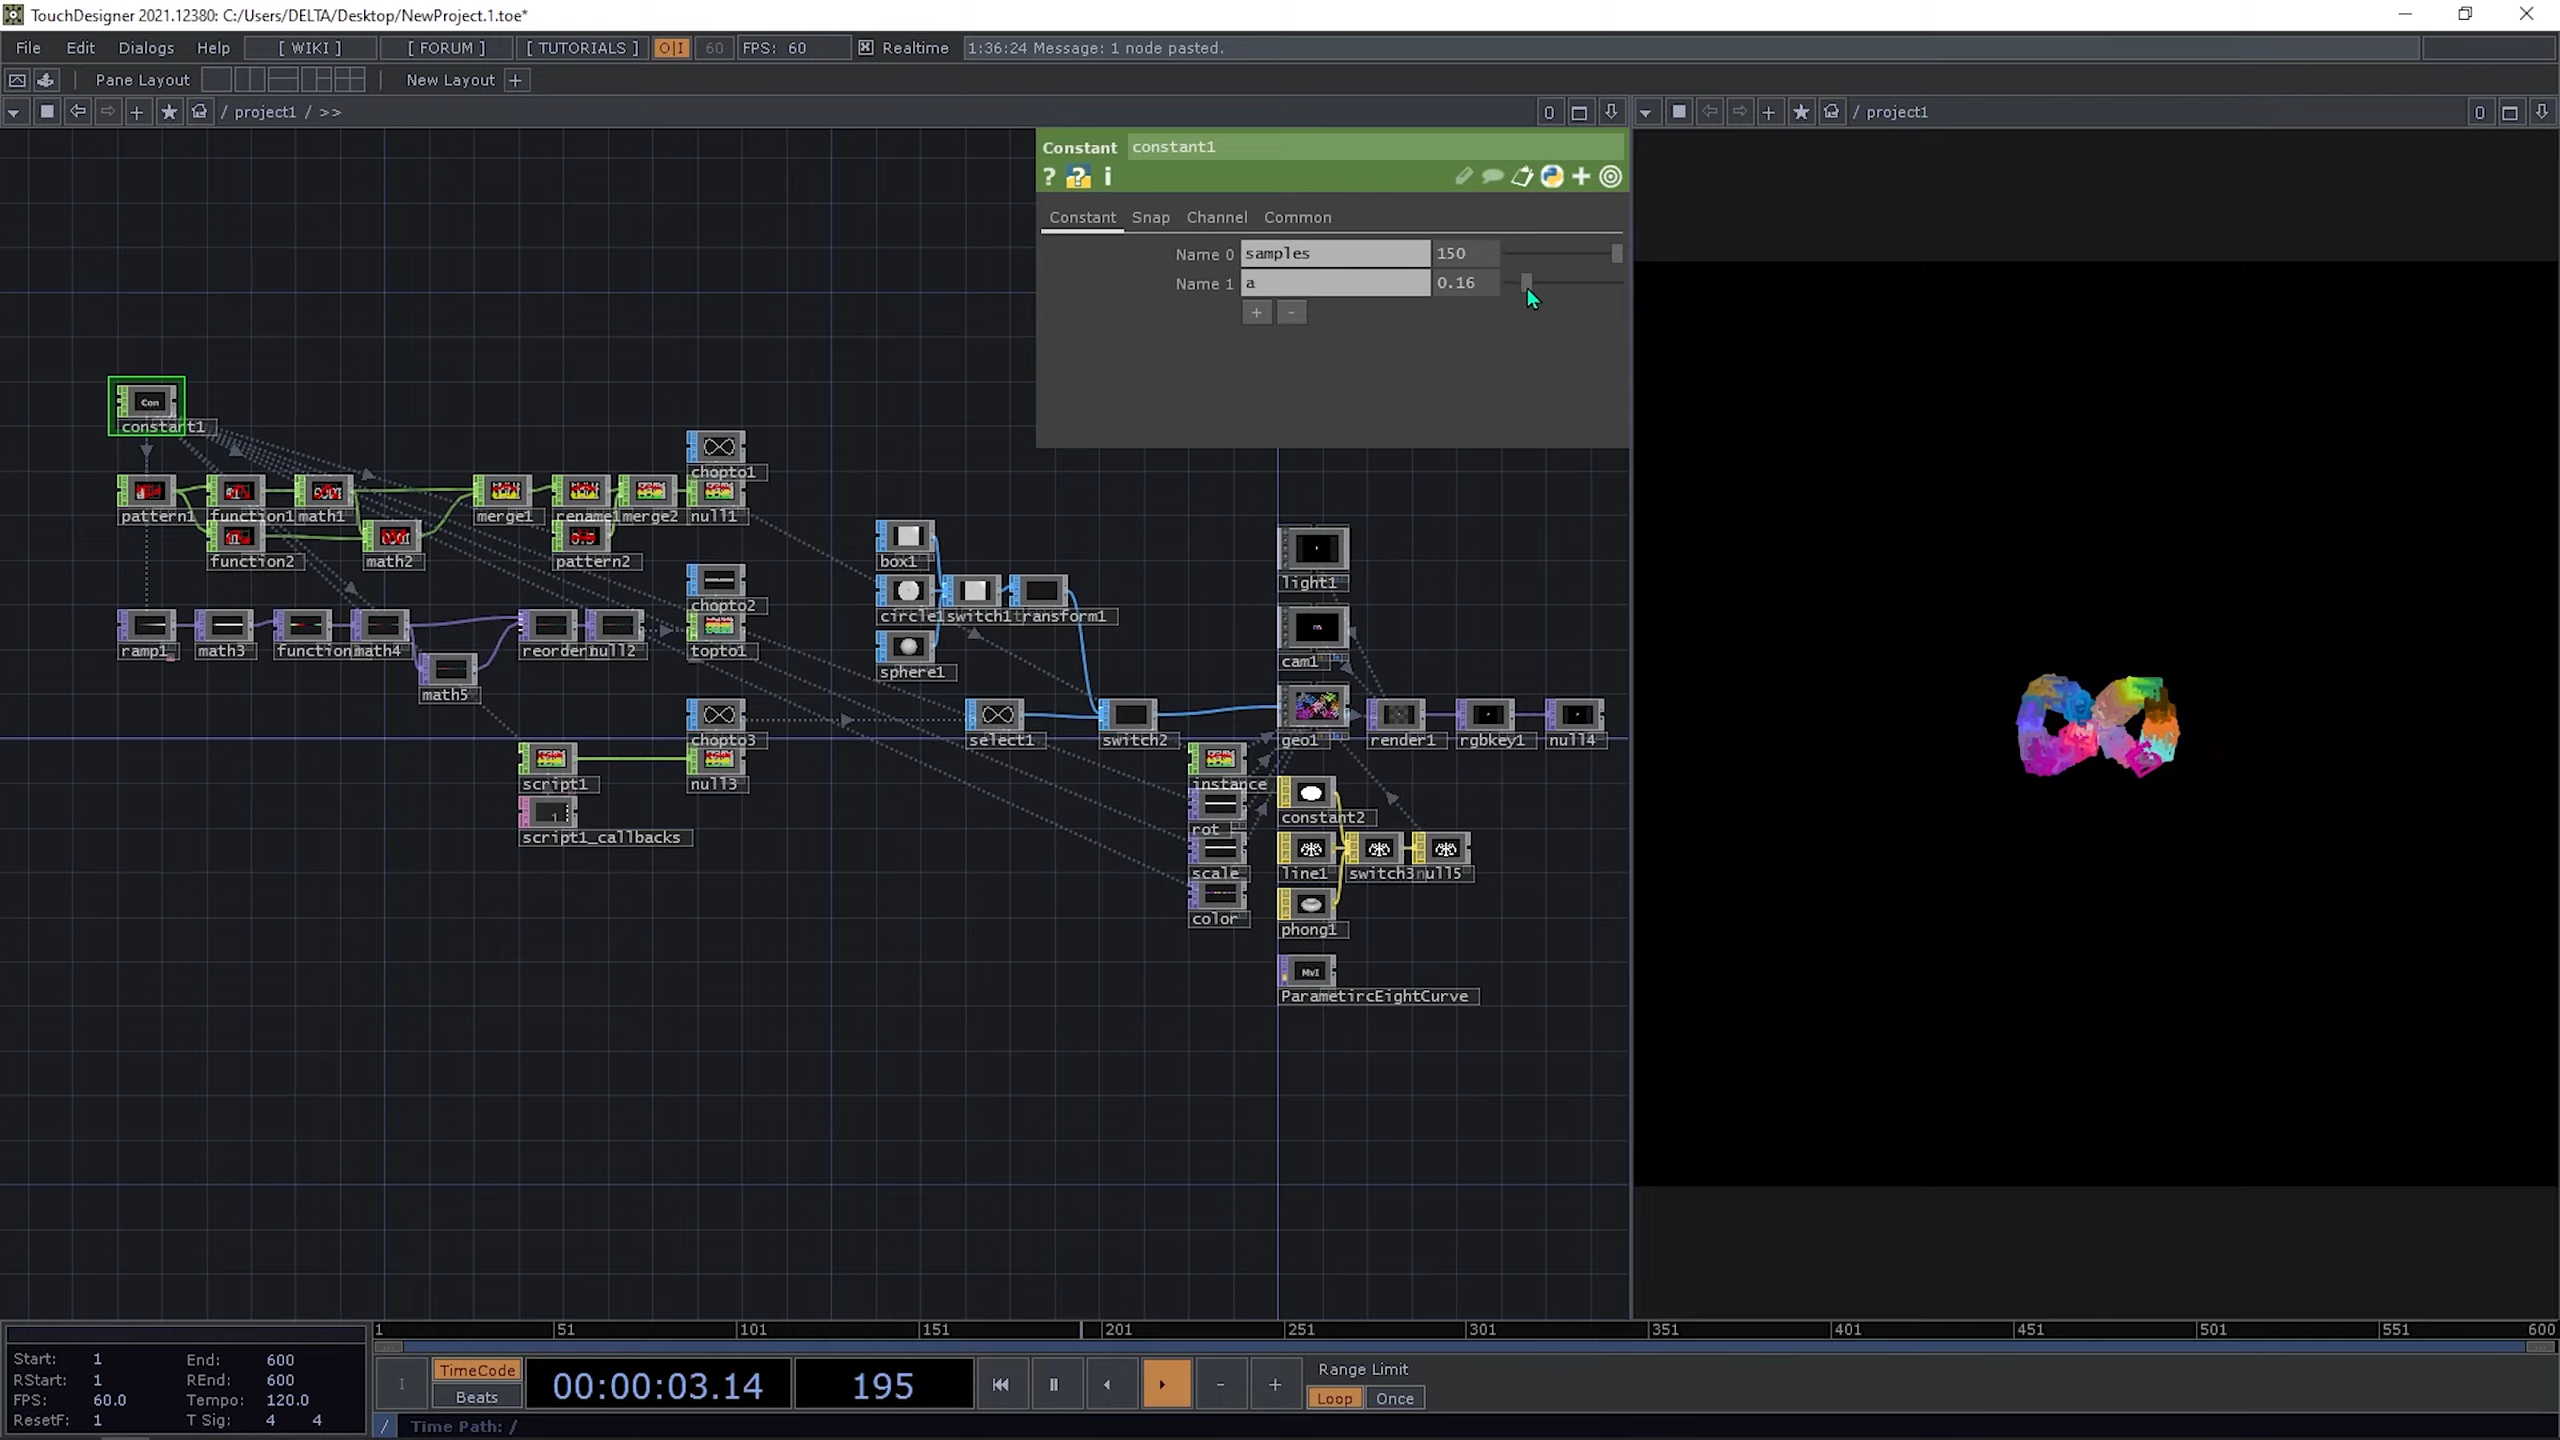 TouchDesigner 2021.12380: C:/Users/DELTA/Desktop/NewProject.1.toe*
File Edit Dialogs Help [ WIKI ] [ FORUM ] [ TUTORIALS ] O|I 60 FPS: 60 Realtime 1:36:24 Message: 1 node pasted.
Pane Layout New Layout +
/ project1 / >> 0 / project1 0
Constant constant1
? ? i
Constant Snap Channel Common
Name 0 samples 150
Name 1 a 0.16
+ -
Con
constant1
chopto1
pattern1 function1 math1 merge1 rename1 merge2 null1
function2 math2 pattern2
box1
light1
chopto2
circle1 switch1 transform1
ramp1 math3 function math4 reorder null2 topto1
cam1
sphere1
math5
chopto3 select1 switch2 geo1 render1 rgbkey1 null4
script1 null3 instance
constant2
rot
script1_callbacks
scale line1 switch3 null5
color
phong1
MvI
ParametircEightCurve
1 51 101 151 201 251 301 351 401 451 501 551 600
Start: 1 End: 600
RStart: 1 REnd: 600
FPS: 60.0 Tempo: 120.0
ResetF: 1 T Sig: 4 4
TimeCode
Beats
00:00:03.14 195
- +
Range Limit
Loop Once
/ Time Path: /